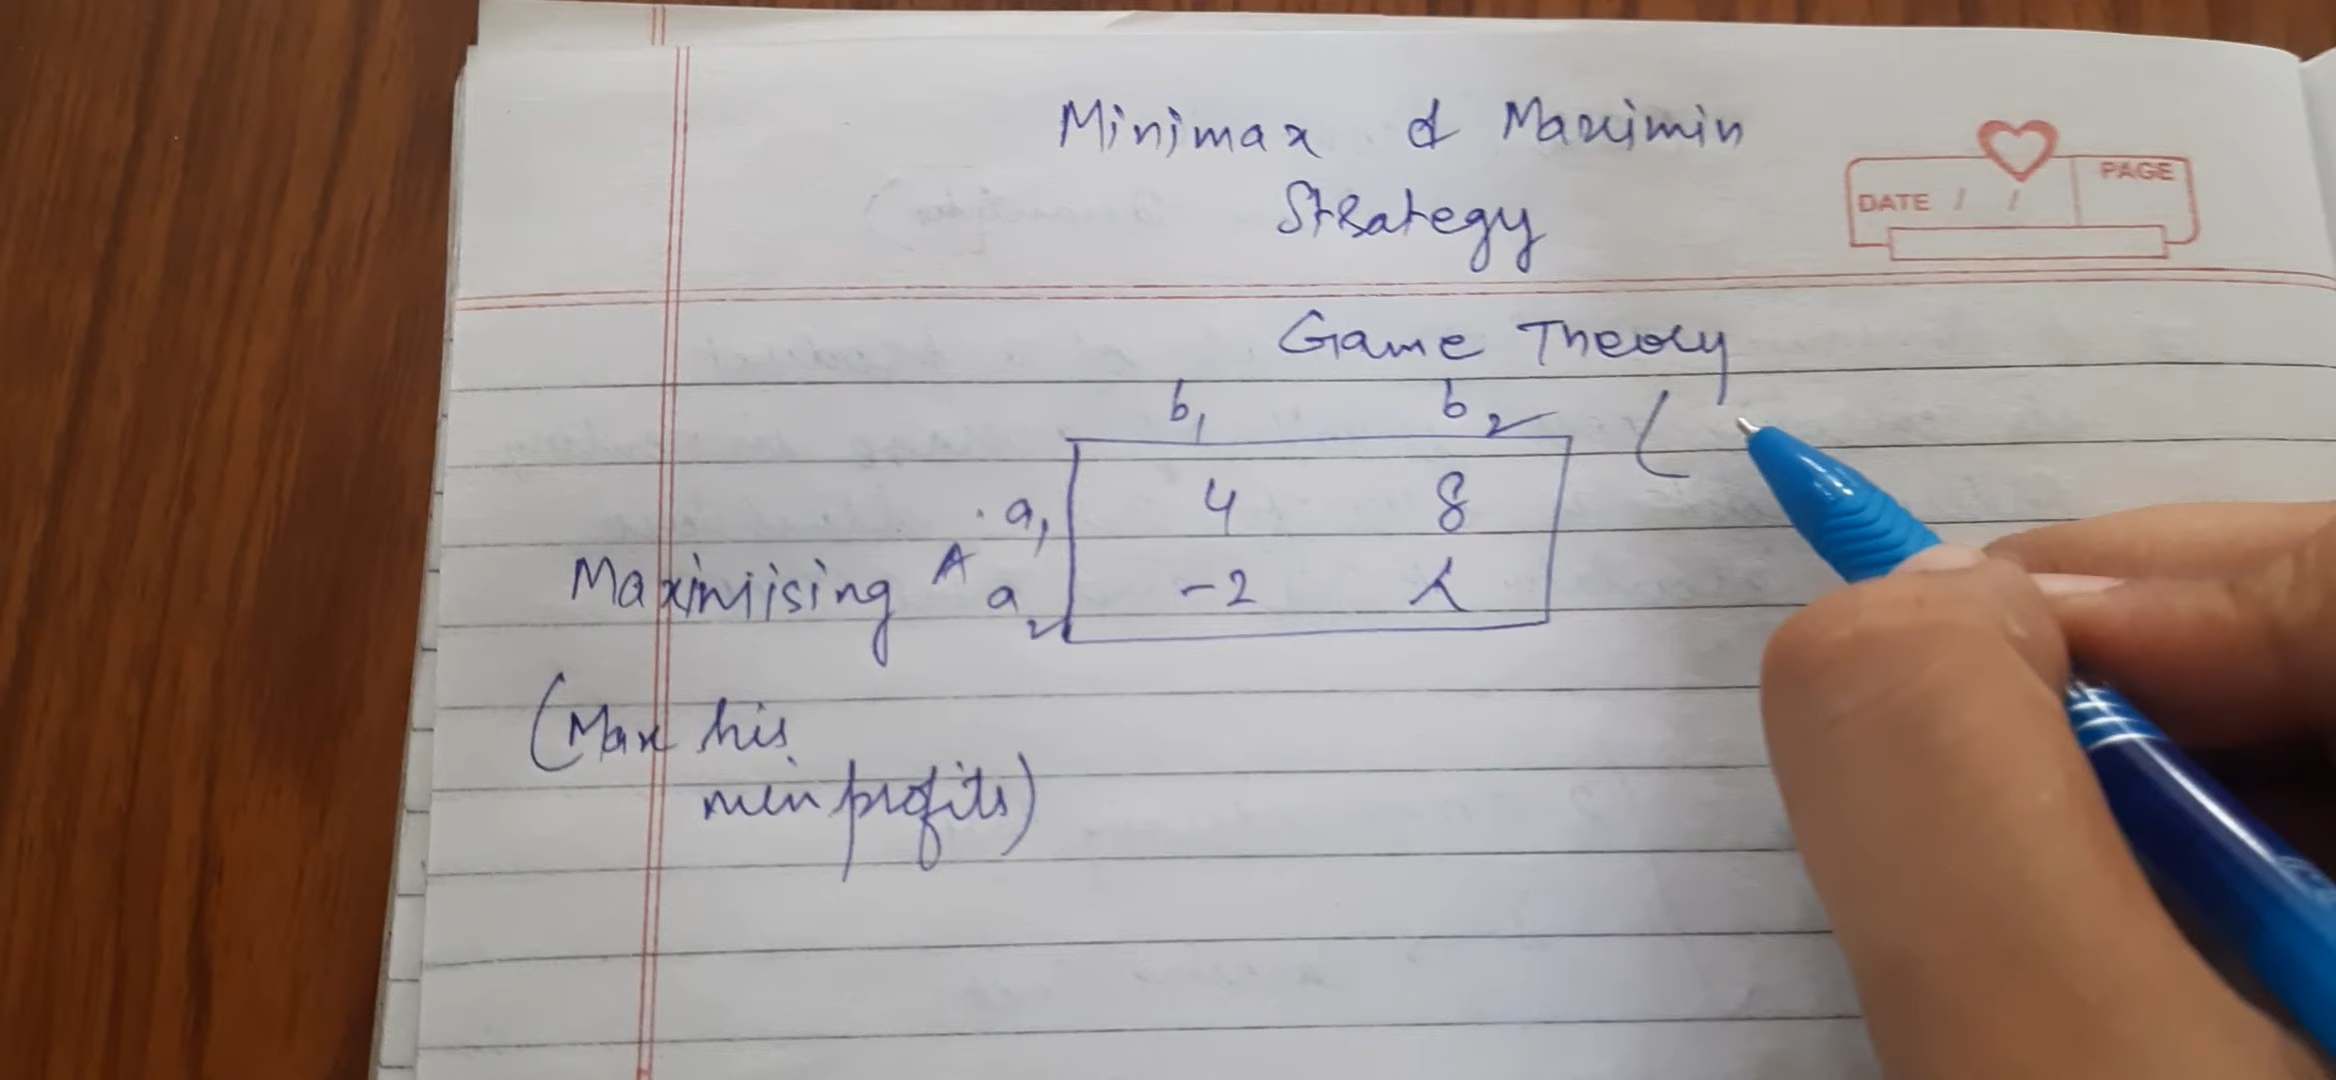 Minimax & Maximin
Strategy
DATE / / PAGE
Game Theory
b1 b2 (
a1 4 8
Maximising A a2 -2 λ
(Max his
min profits)